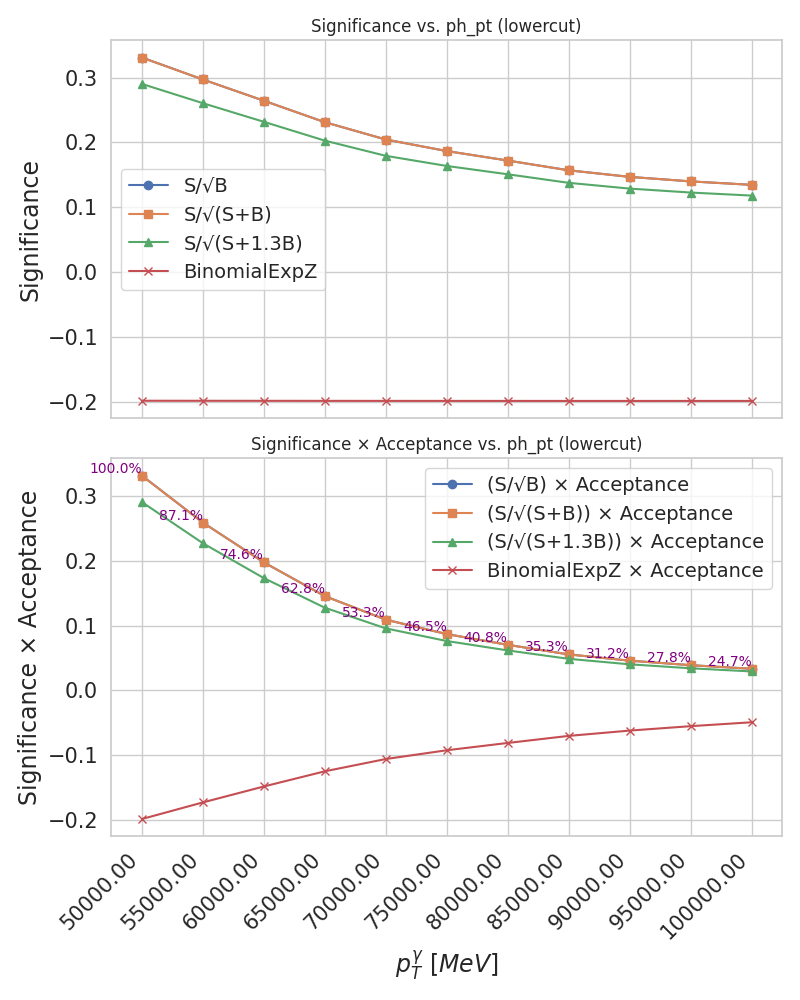 Significance vs. ph_pt (lowercut)
0.3
0.2
0.1
0.0
−0.1
−0.2
Significance
S/√B
S/√(S+B)
S/√(S+1.3B)
BinomialExpZ
Significance × Acceptance vs. ph_pt (lowercut)
0.3
0.2
0.1
0.0
−0.1
−0.2
Significance × Acceptance
(S/√B) × Acceptance
(S/√(S+B)) × Acceptance
(S/√(S+1.3B)) × Acceptance
BinomialExpZ × Acceptance
100.0%
87.1%
74.6%
62.8%
53.3%
46.5%
40.8%
35.3%
31.2%
27.8%
24.7%
50000.00
55000.00
60000.00
65000.00
70000.00
75000.00
80000.00
85000.00
90000.00
95000.00
100000.00
p_T^γ [MeV]